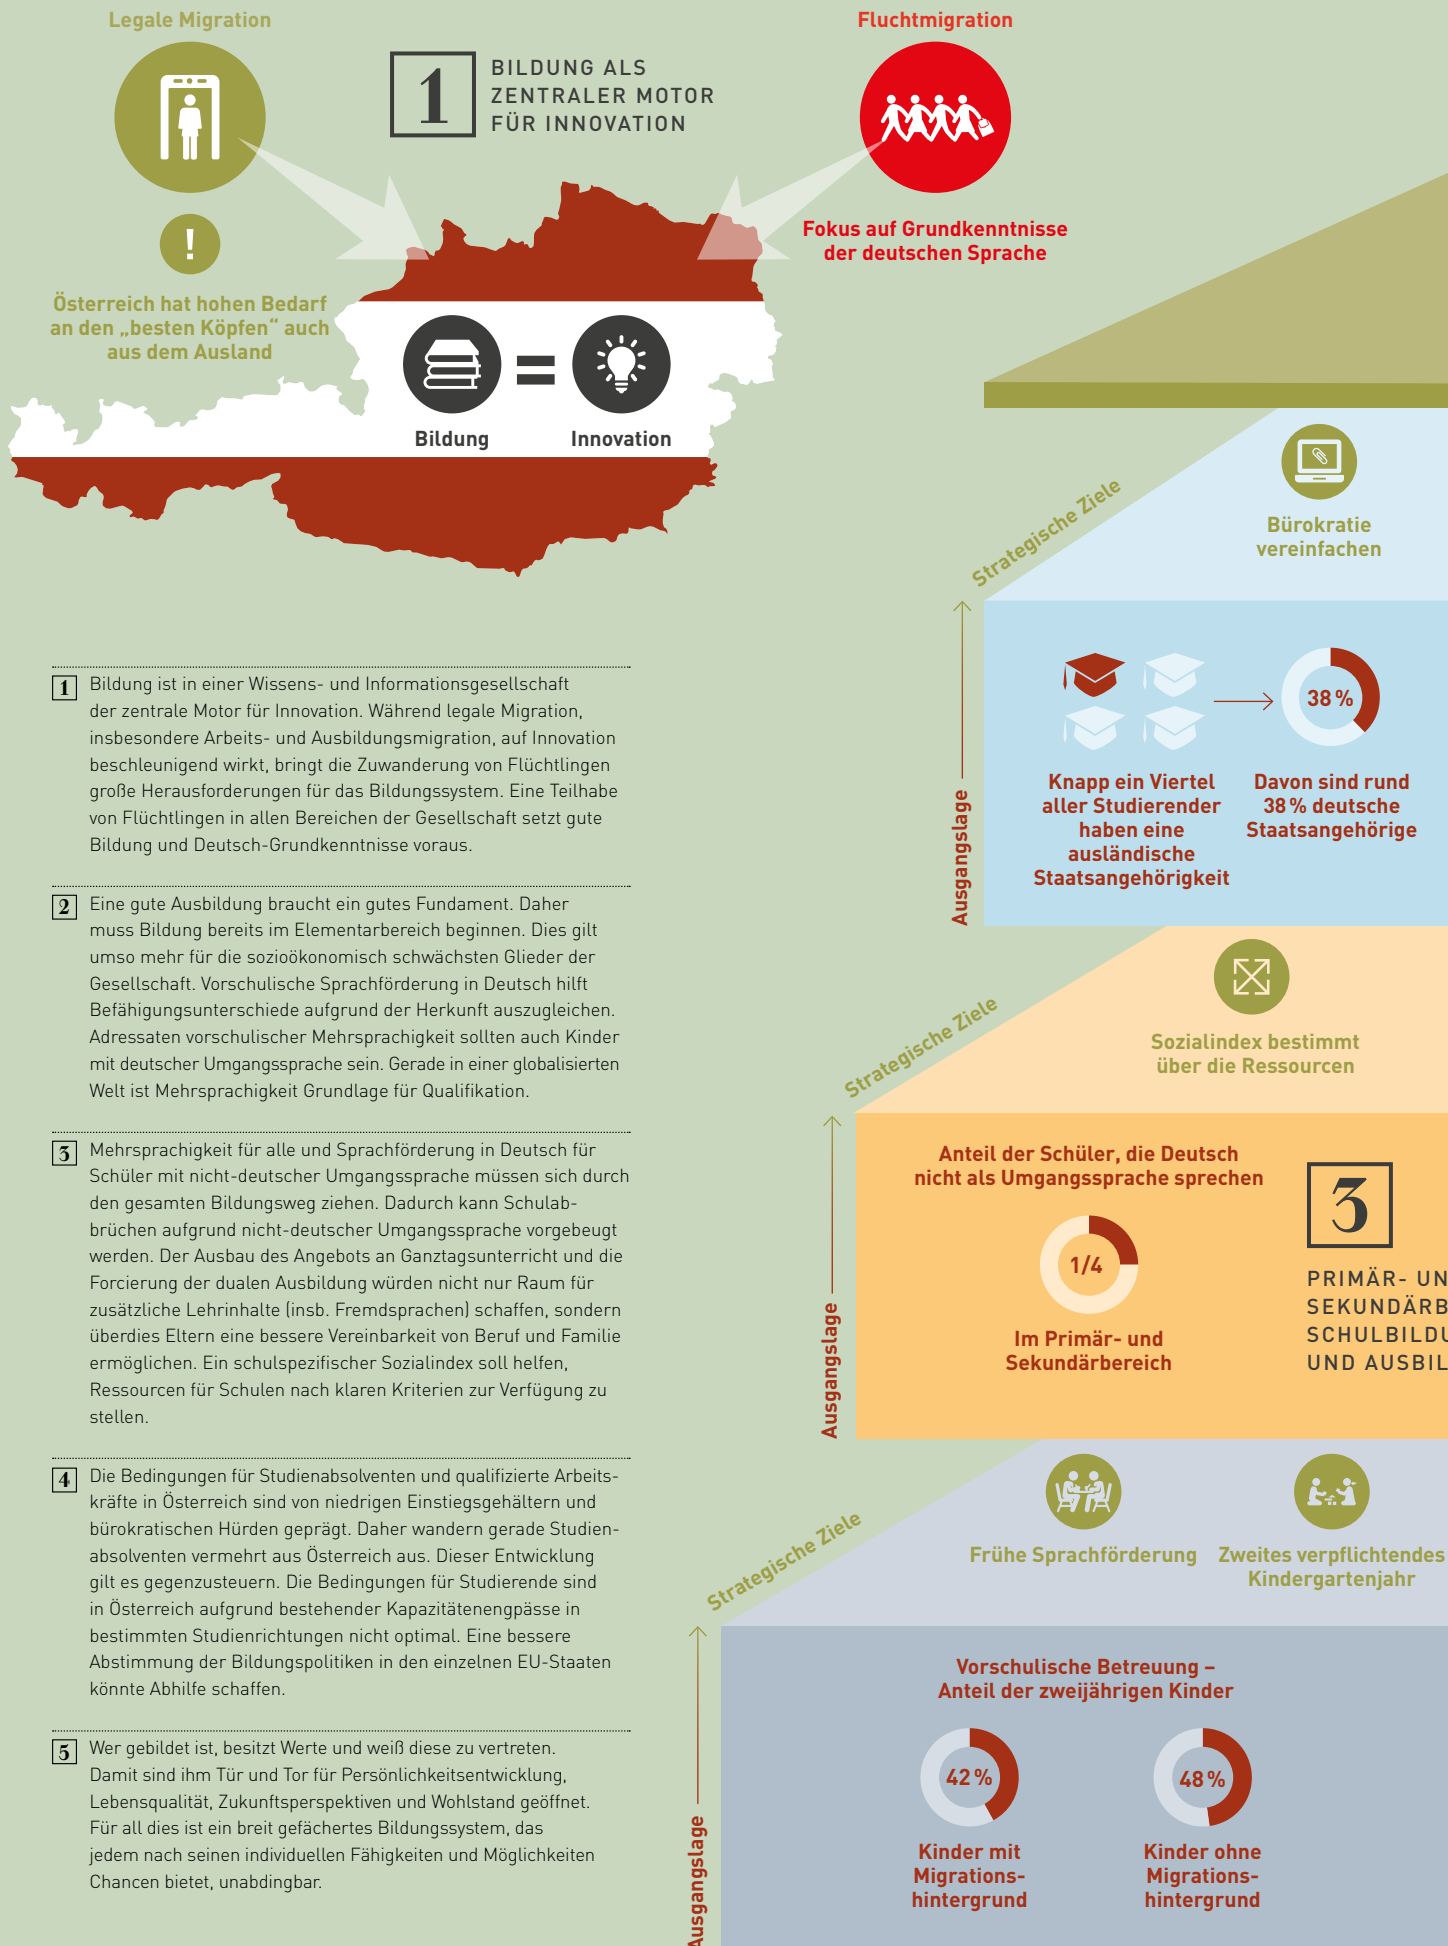 Legale Migration
1
BILDUNG ALS
ZENTRALER MOTOR
FÜR INNOVATION
Fluchtmigration
Fokus auf Grundkenntnisse
der deutschen Sprache
!
Österreich hat hohen Bedarf
an den „besten Köpfen“ auch
aus dem Ausland
Bildung
=
Innovation
1 Bildung ist in einer Wissens- und Informationsgesellschaft
der zentrale Motor für Innovation. Während legale Migration,
insbesondere Arbeits- und Ausbildungsmigration, auf Innovation
beschleunigend wirkt, bringt die Zuwanderung von Flüchtlingen
große Herausforderungen für das Bildungssystem. Eine Teilhabe
von Flüchtlingen in allen Bereichen der Gesellschaft setzt gute
Bildung und Deutsch-Grundkenntnisse voraus.
2 Eine gute Ausbildung braucht ein gutes Fundament. Daher
muss Bildung bereits im Elementarbereich beginnen. Dies gilt
umso mehr für die sozioökonomisch schwächsten Glieder der
Gesellschaft. Vorschulische Sprachförderung in Deutsch hilft
Befähigungsunterschiede aufgrund der Herkunft auszugleichen.
Adressaten vorschulischer Mehrsprachigkeit sollten auch Kinder
mit deutscher Umgangssprache sein. Gerade in einer globalisierten
Welt ist Mehrsprachigkeit Grundlage für Qualifikation.
3 Mehrsprachigkeit für alle und Sprachförderung in Deutsch für
Schüler mit nicht-deutscher Umgangssprache müssen sich durch
den gesamten Bildungsweg ziehen. Dadurch kann Schulab-
brüchen aufgrund nicht-deutscher Umgangssprache vorgebeugt
werden. Der Ausbau des Angebots an Ganztagsunterricht und die
Forcierung der dualen Ausbildung würden nicht nur Raum für
zusätzliche Lehrinhalte (insb. Fremdsprachen) schaffen, sondern
überdies Eltern eine bessere Vereinbarkeit von Beruf und Familie
ermöglichen. Ein schulspezifischer Sozialindex soll helfen,
Ressourcen für Schulen nach klaren Kriterien zur Verfügung zu
stellen.
4 Die Bedingungen für Studienabsolventen und qualifizierte Arbeits-
kräfte in Österreich sind von niedrigen Einstiegsgehältern und
bürokratischen Hürden geprägt. Daher wandern gerade Studien-
absolventen vermehrt aus Österreich aus. Dieser Entwicklung
gilt es gegenzusteuern. Die Bedingungen für Studierende sind
in Österreich aufgrund bestehender Kapazitätenengpässe in
bestimmten Studienrichtungen nicht optimal. Eine bessere
Abstimmung der Bildungspolitiken in den einzelnen EU-Staaten
könnte Abhilfe schaffen.
5 Wer gebildet ist, besitzt Werte und weiß diese zu vertreten.
Damit sind ihm Tür und Tor für Persönlichkeitsentwicklung,
Lebensqualität, Zukunftsperspektiven und Wohlstand geöffnet.
Für all dies ist ein breit gefächertes Bildungssystem, das
jedem nach seinen individuellen Fähigkeiten und Möglichkeiten
Chancen bietet, unabdingbar.
Strategische Ziele
Bürokratie
vereinfachen
Ausgangslage
38 %
Knapp ein Viertel
aller Studierender
haben eine
ausländische
Staatsangehörigkeit
Davon sind rund
38 % deutsche
Staatsangehörige
Strategische Ziele
Sozialindex bestimmt
über die Ressourcen
Ausgangslage
Anteil der Schüler, die Deutsch
nicht als Umgangssprache sprechen
1/4
Im Primär- und
Sekundärbereich
3
PRIMÄR- UN
SEKUNDÄRB
SCHULBILDU
UND AUSBIL
Strategische Ziele
Frühe Sprachförderung
Zweites verpflichtendes
Kindergartenjahr
Ausgangslage
Vorschulische Betreuung –
Anteil der zweijährigen Kinder
42 %
Kinder mit
Migrations-
hintergrund
48 %
Kinder ohne
Migrations-
hintergrund